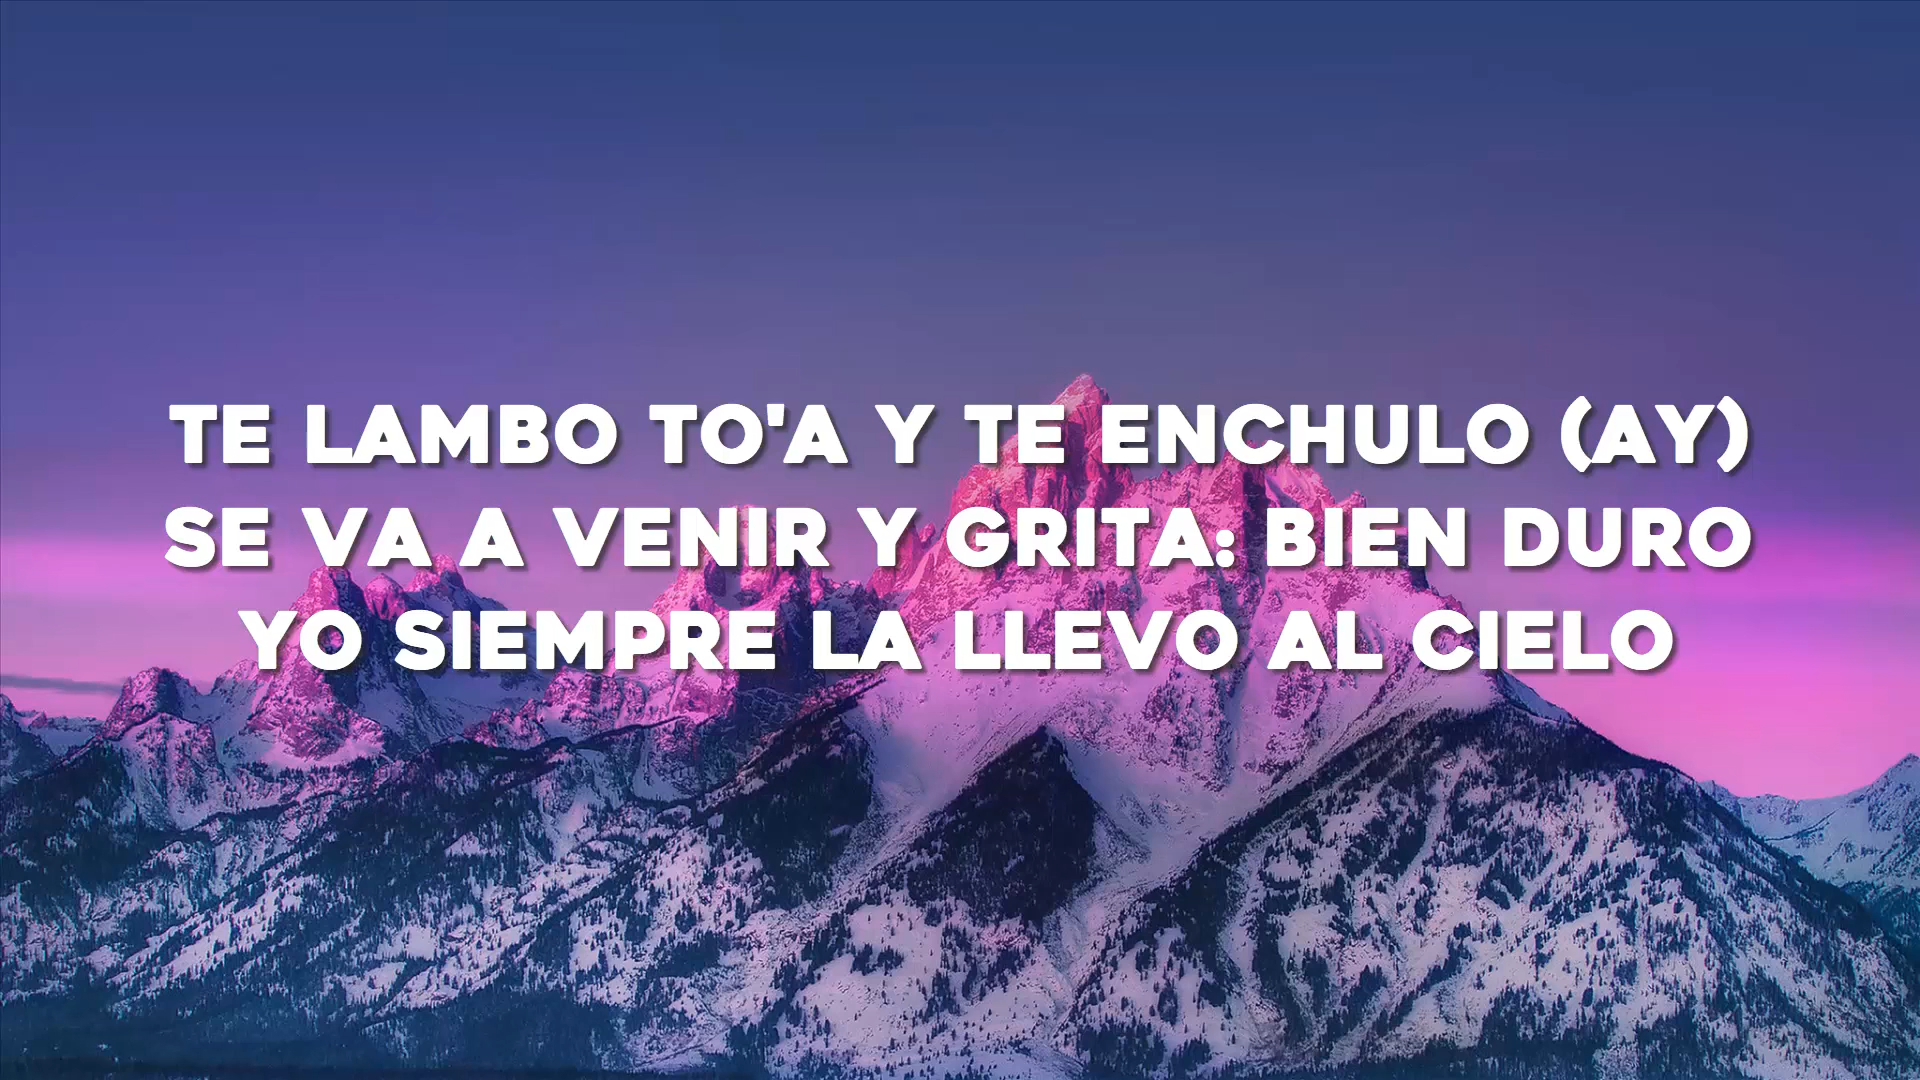 TE LAMBO TO'A Y TE ENCHULO (AY)
SE VA A VENIR Y GRITA: BIEN DURO
YO SIEMPRE LA LLEVO AL CIELO